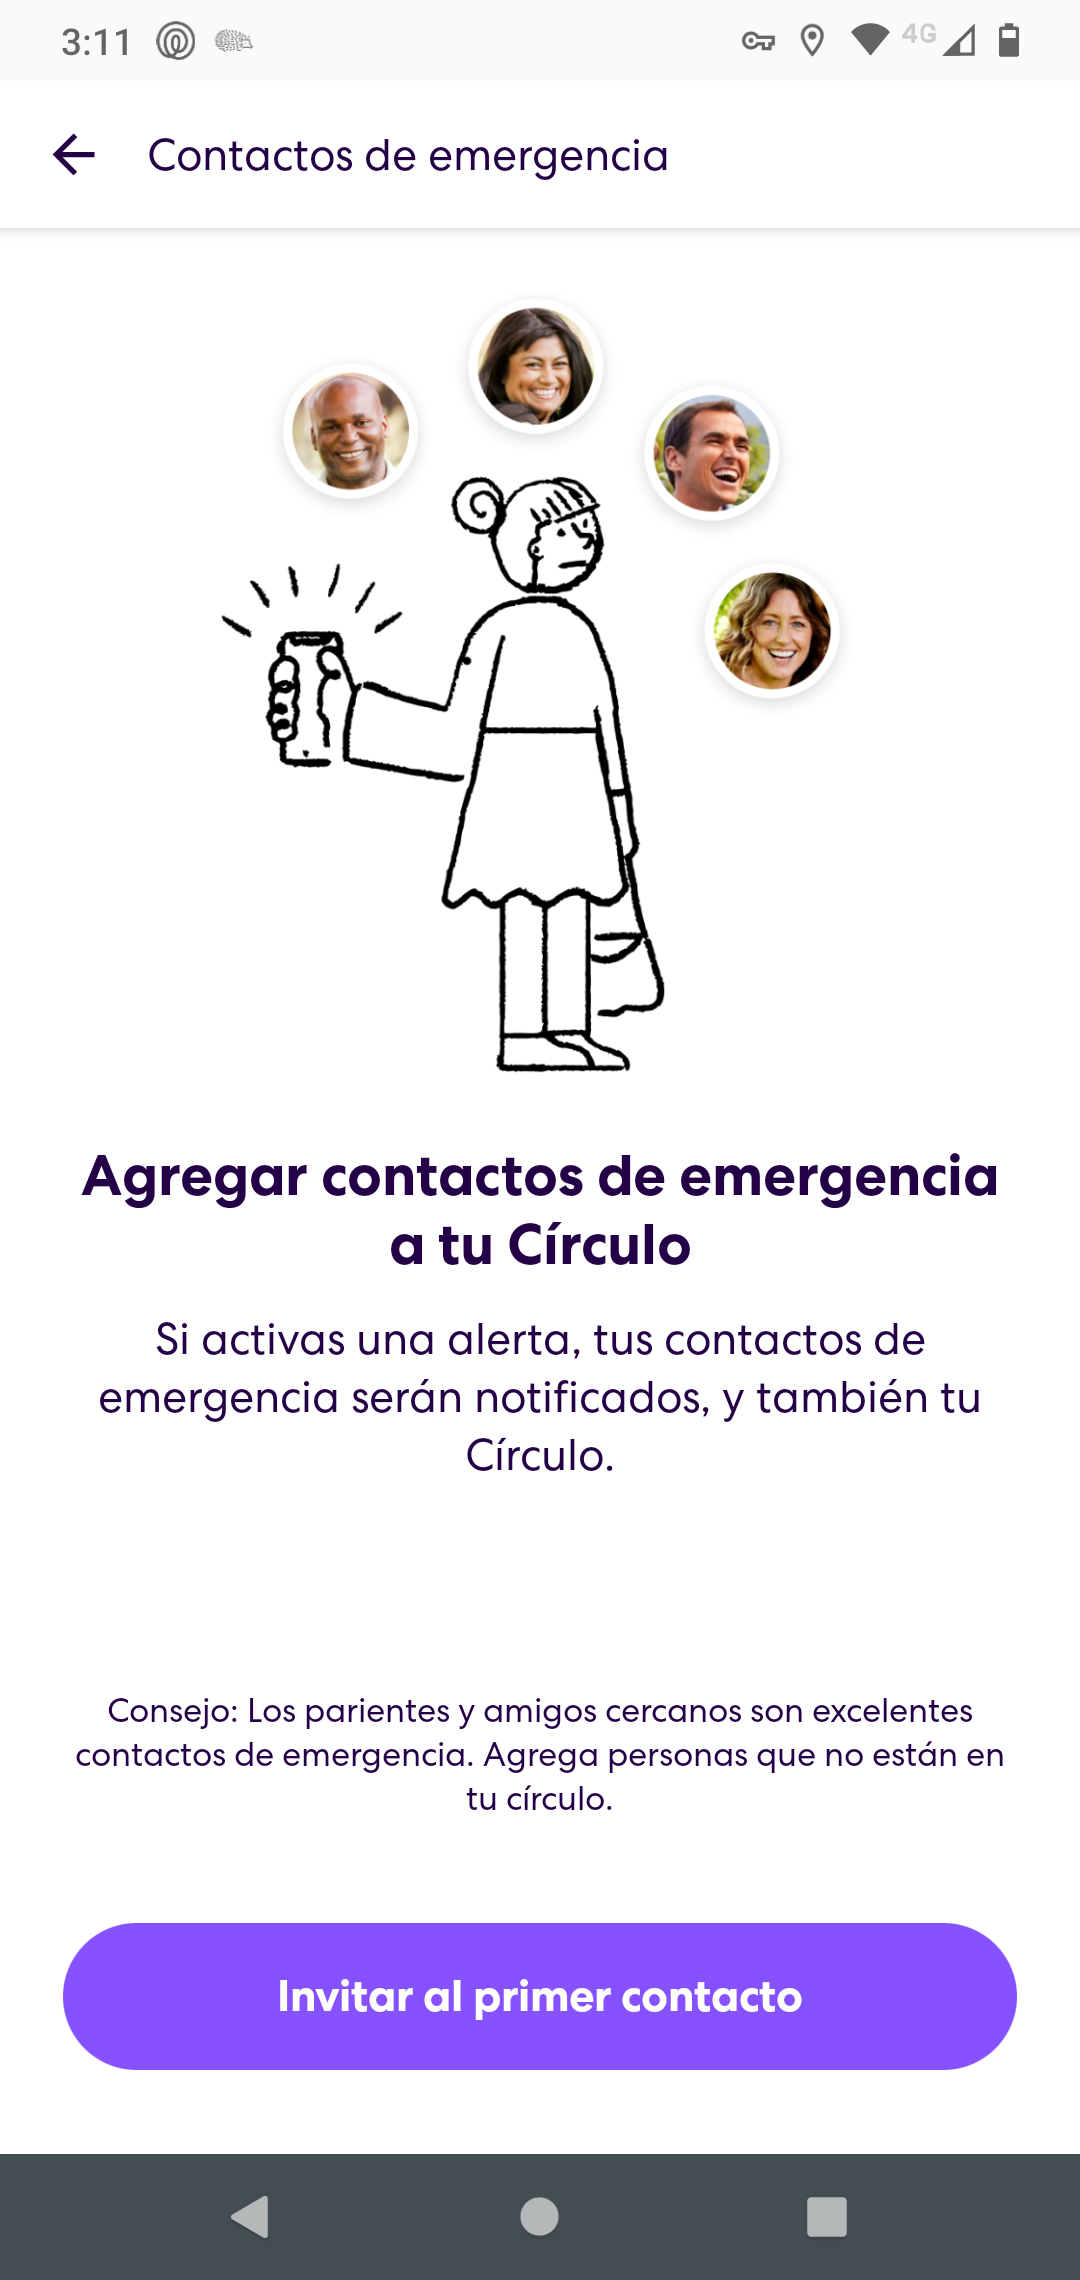 3:11
4G
Contactos de emergencia
Agregar contactos de emergencia
a tu Círculo
Si activas una alerta, tus contactos de
emergencia serán notificados, y también tu
Círculo.
Consejo: Los parientes y amigos cercanos son excelentes
contactos de emergencia. Agrega personas que no están en
tu círculo.
Invitar al primer contacto